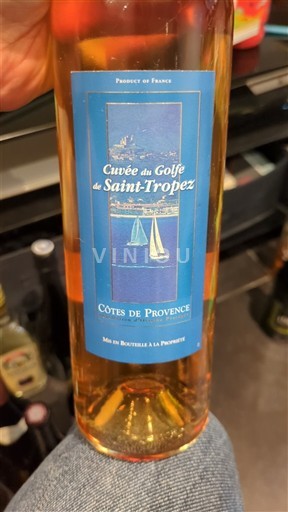 PRODUCT OF FRANCE
Cuvée du Golfe
de Saint-Tropez
VINIOU
CÔTES DE PROVENCE
MIS EN BOUTEILLE À LA PROPRIÉTÉ